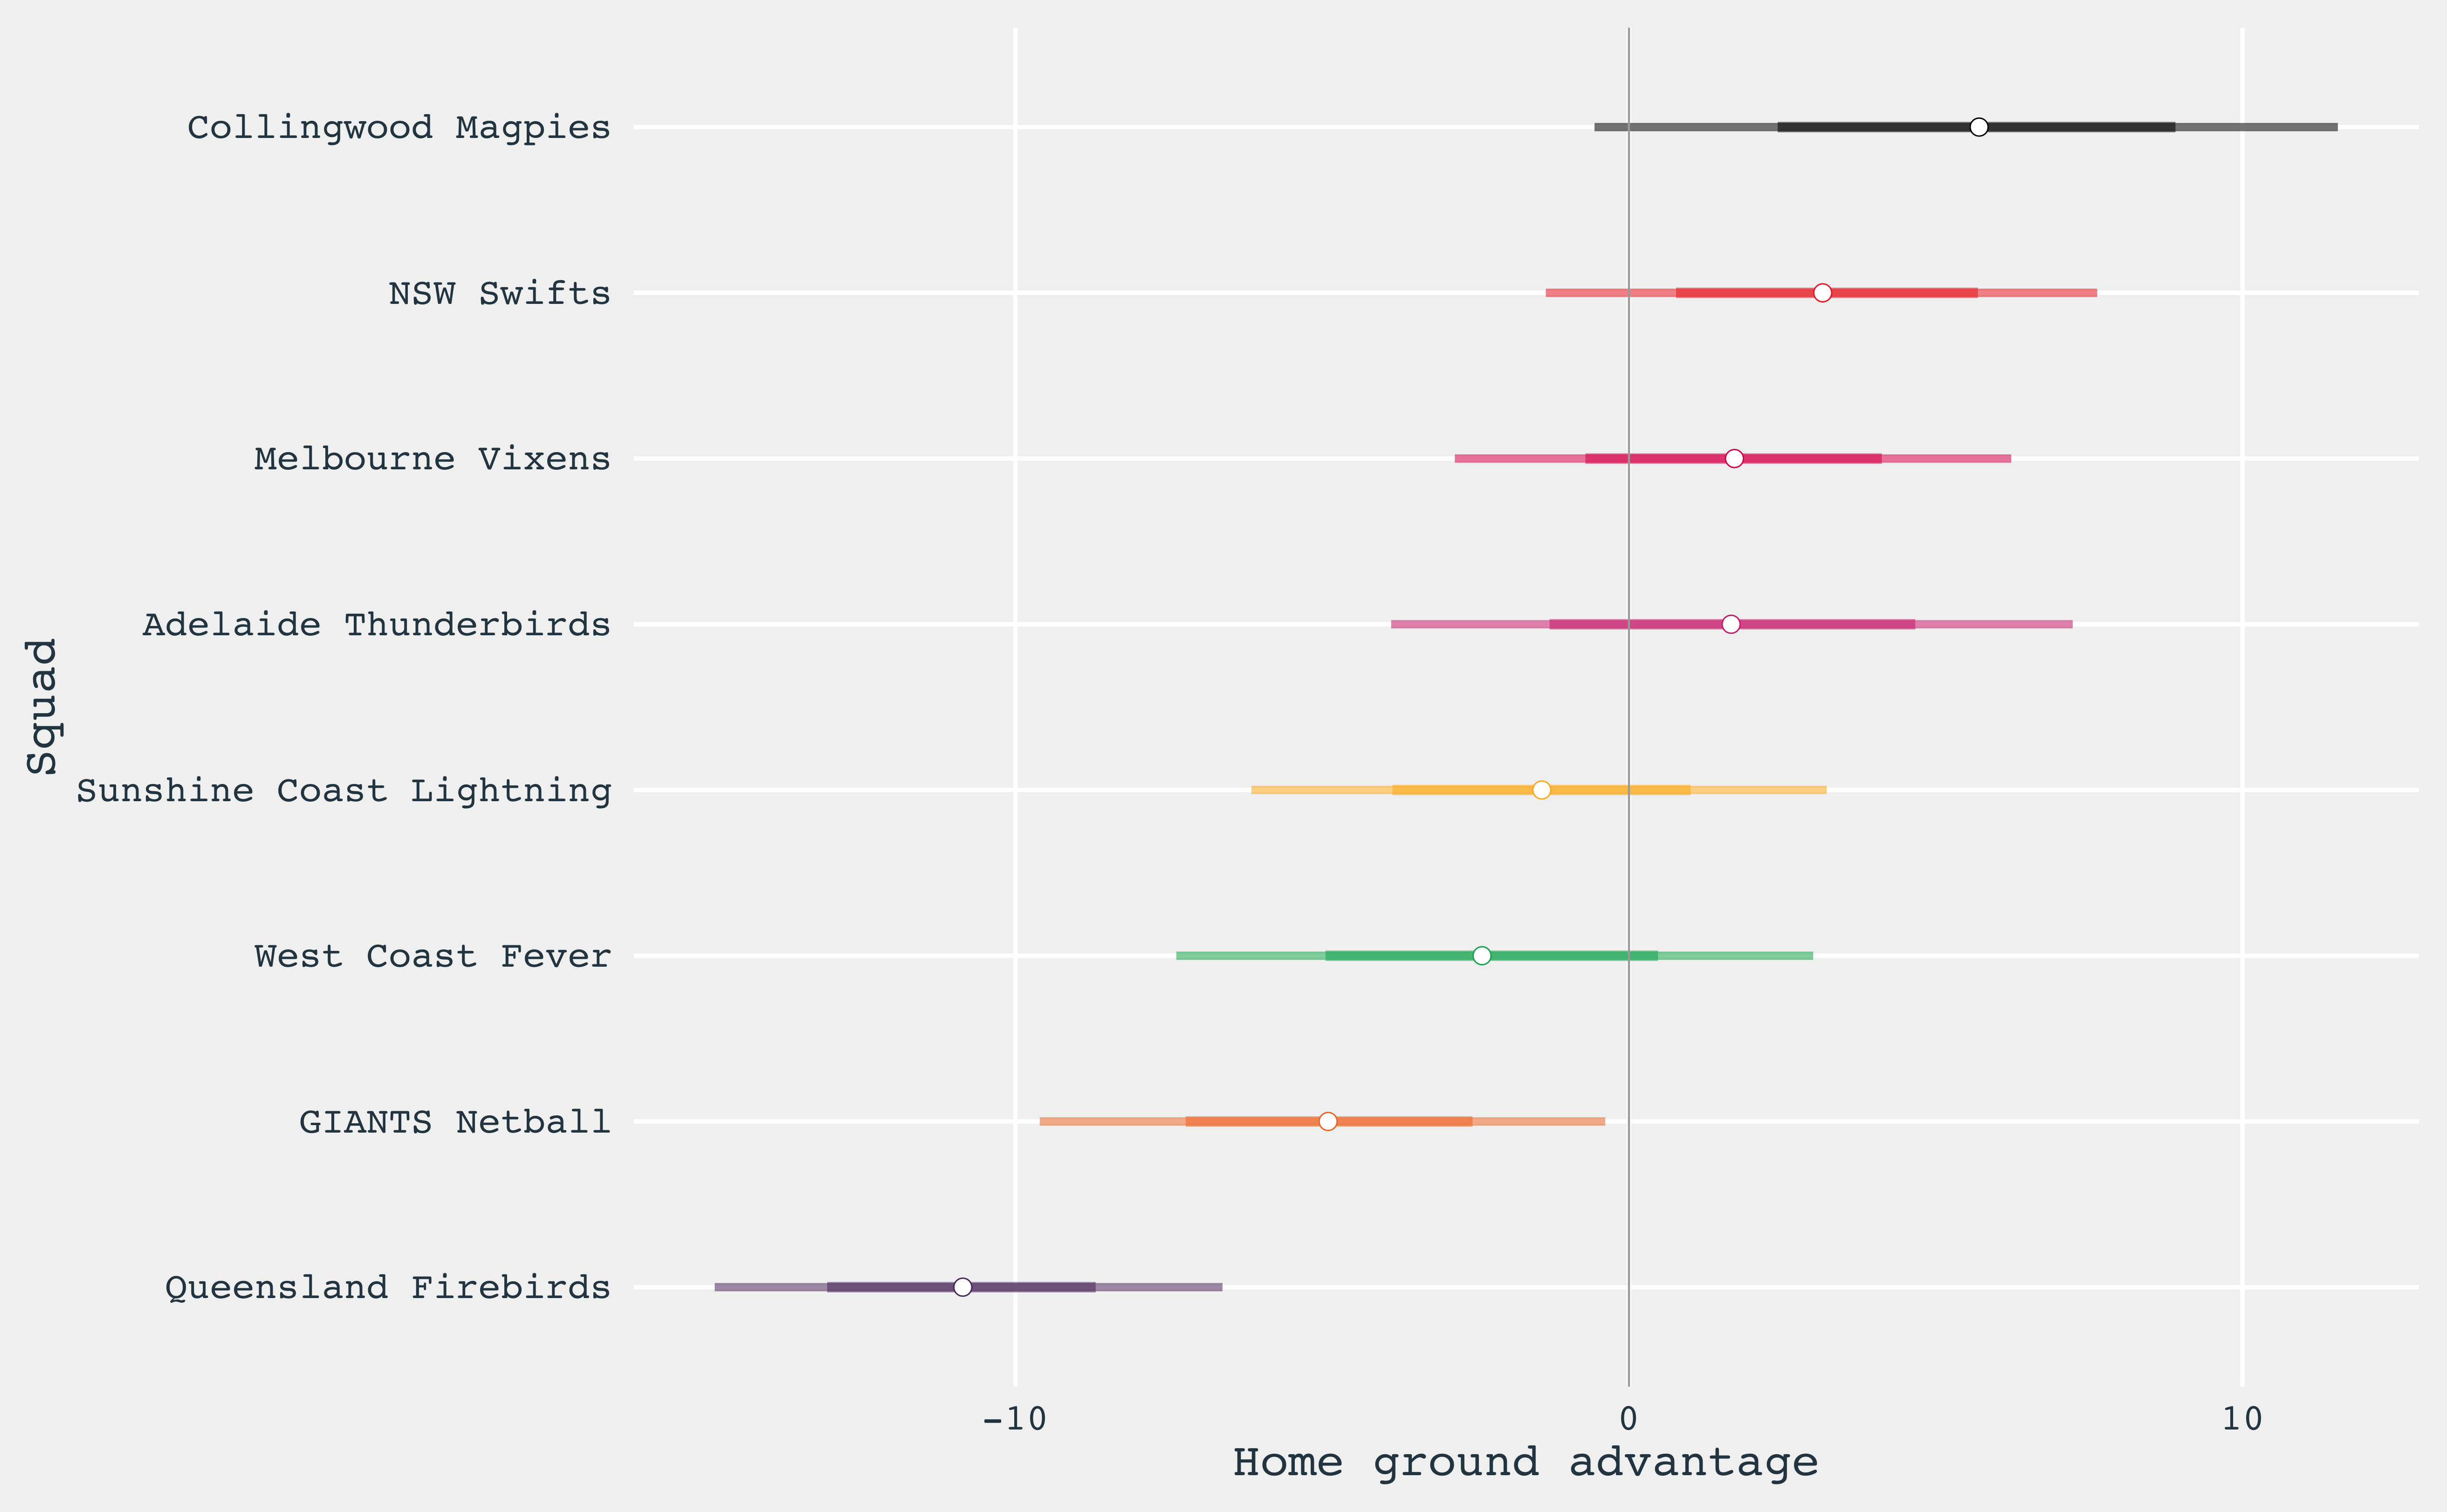 Collingwood Magpies
NSW Swifts
Melbourne Vixens
Adelaide Thunderbirds
Sunshine Coast Lightning
West Coast Fever
GIANTS Netball
Queensland Firebirds
Squad
-10 0 10
Home ground advantage